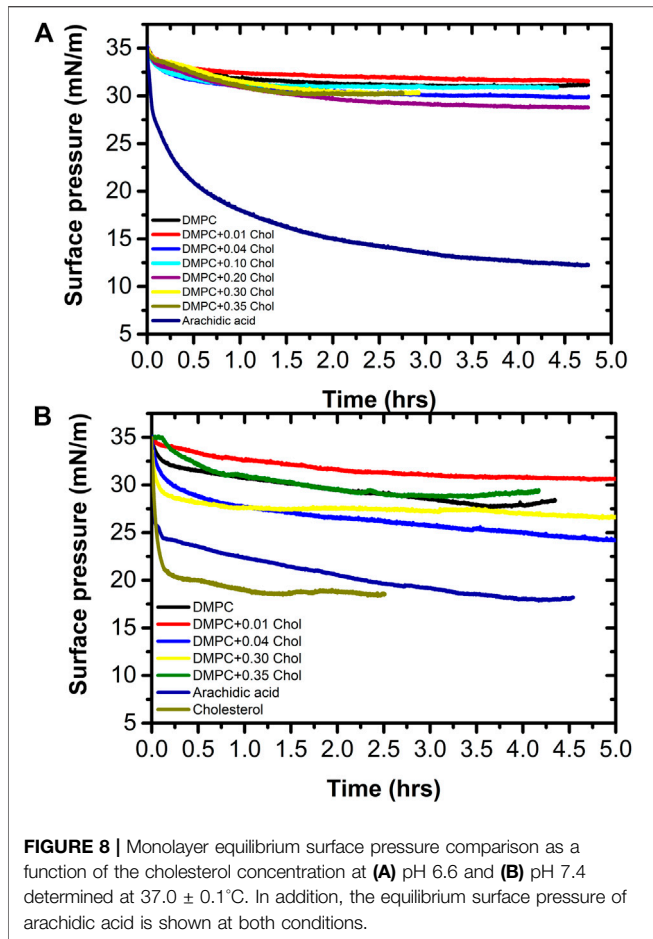 A
Surface pressure (mN/m)
35
30
25
20
15
10
5
DMPC
DMPC+0.01 Chol
DMPC+0.04 Chol
DMPC+0.10 Chol
DMPC+0.20 Chol
DMPC+0.30 Chol
DMPC+0.35 Chol
Arachidic acid
0.0 0.5 1.0 1.5 2.0 2.5 3.0 3.5 4.0 4.5 5.0
Time (hrs)
B
Surface pressure (mN/m)
35
30
25
20
15
10
5
DMPC
DMPC+0.01 Chol
DMPC+0.04 Chol
DMPC+0.30 Chol
DMPC+0.35 Chol
Arachidic acid
Cholesterol
0.0 0.5 1.0 1.5 2.0 2.5 3.0 3.5 4.0 4.5 5.0
Time (hrs)
FIGURE 8 | Monolayer equilibrium surface pressure comparison as a
function of the cholesterol concentration at (A) pH 6.6 and (B) pH 7.4
determined at 37.0 ± 0.1°C. In addition, the equilibrium surface pressure of
arachidic acid is shown at both conditions.